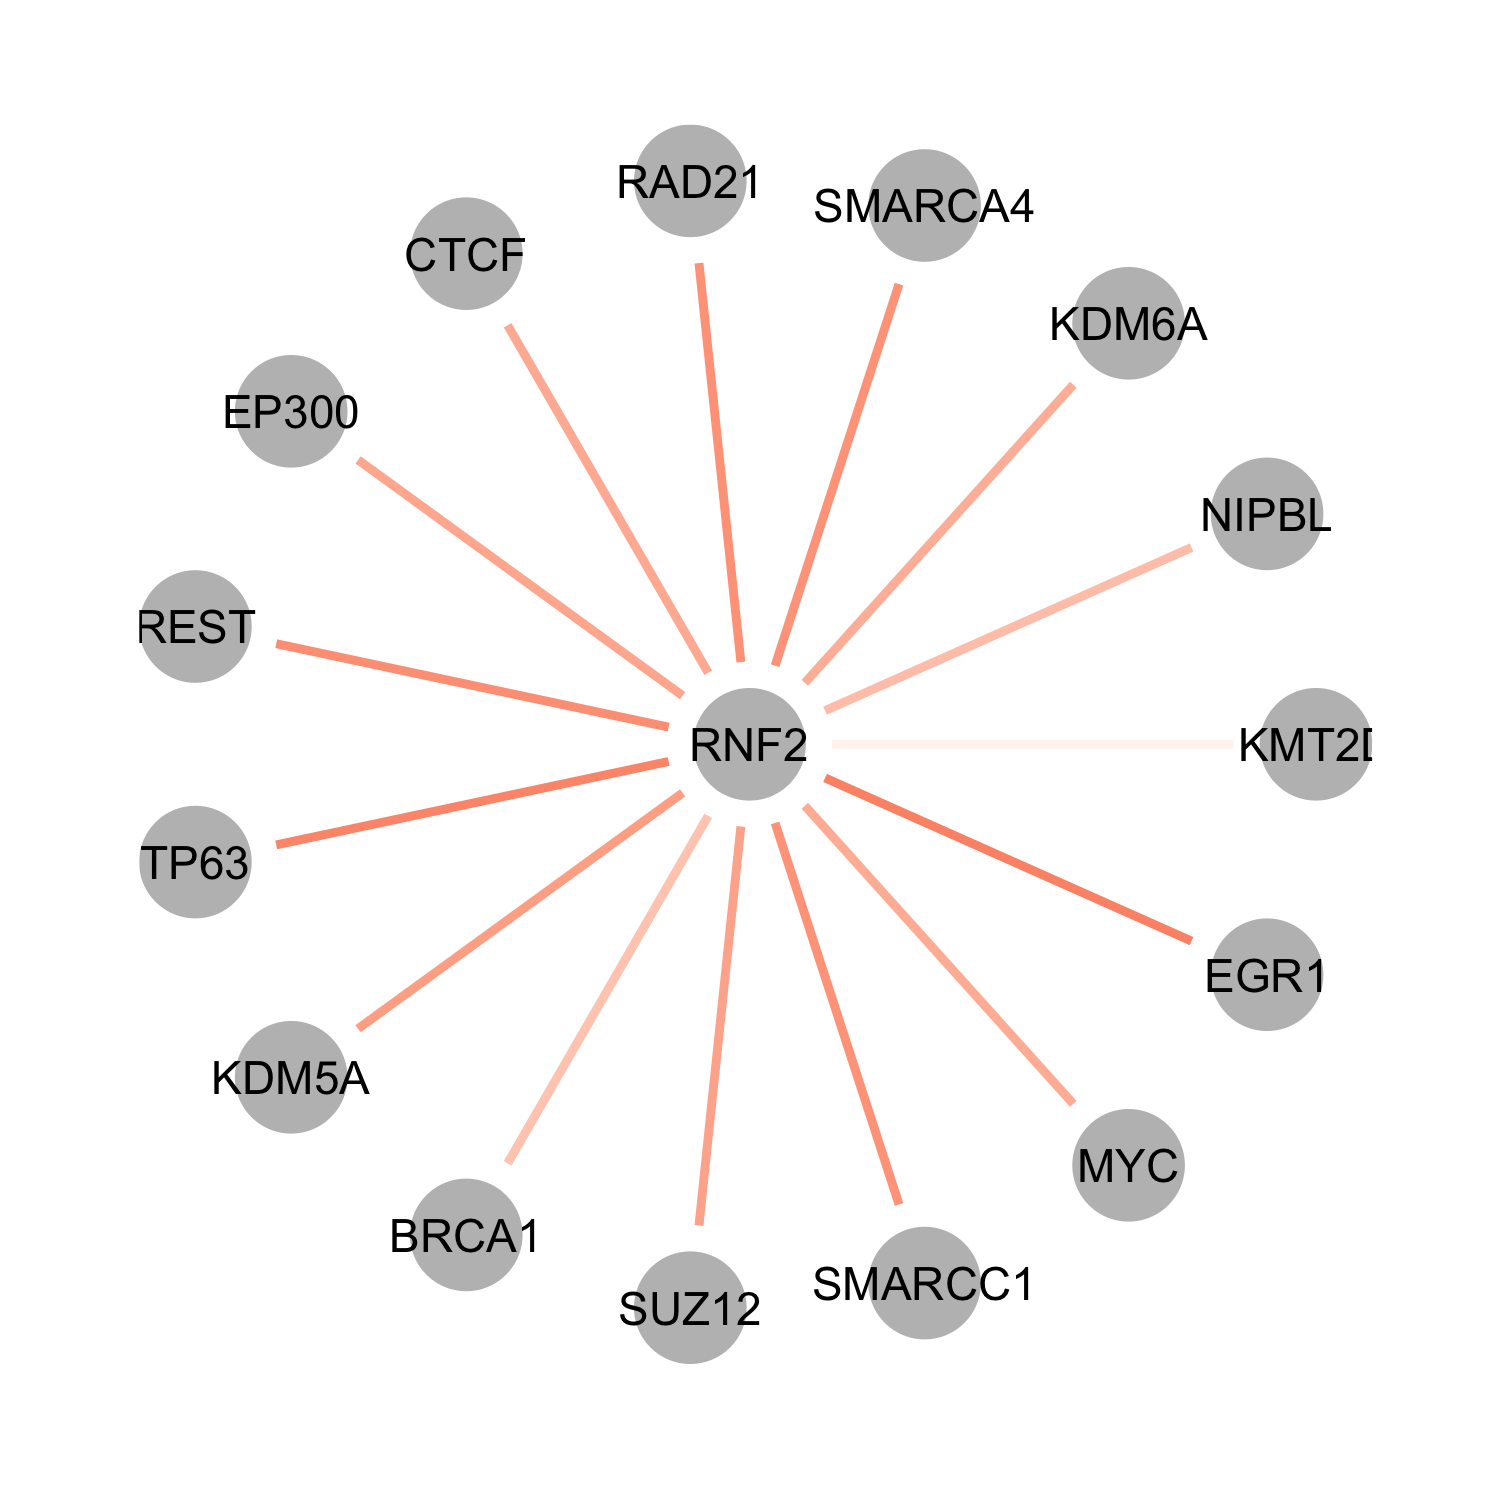 RAD21
SMARCA4
CTCF
KDM6A
EP300
NIPBL
REST
RNF2
KMT2D
TP63
EGR1
KDM5A
MYC
BRCA1
SMARCC1
SUZ12